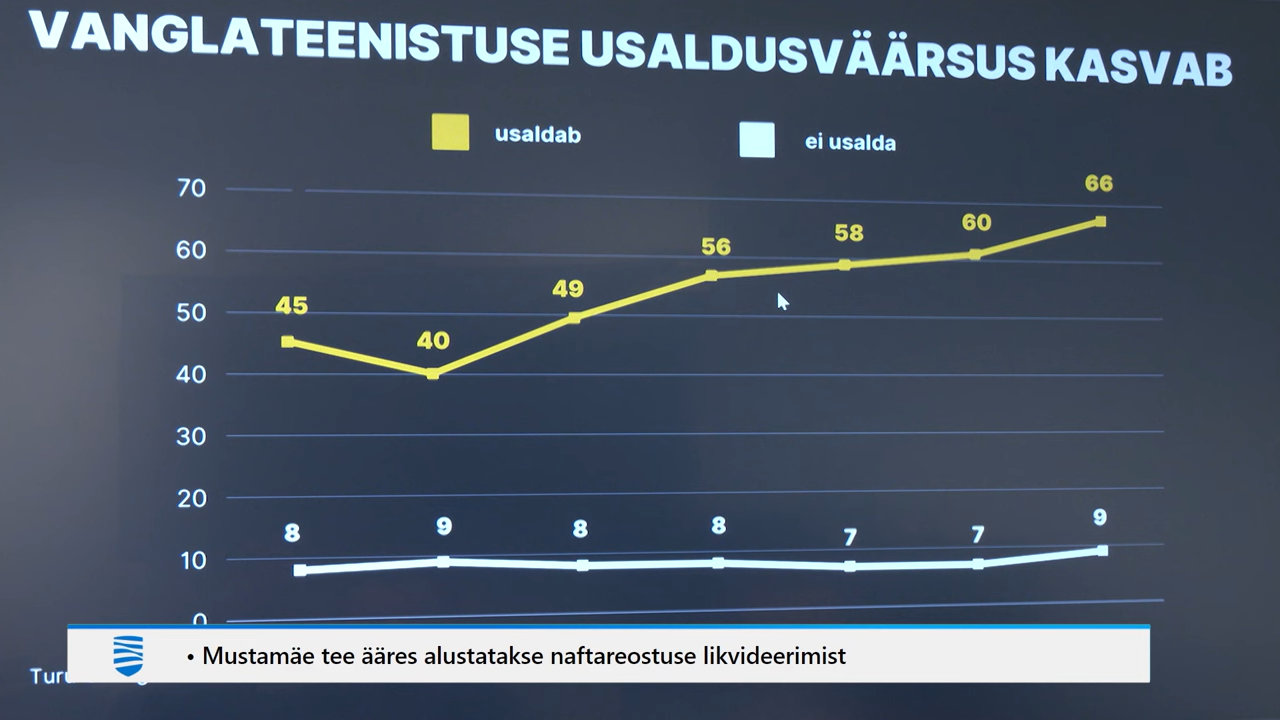 VANGLATEENISTUSE USALDUSVÄÄRSUS KASVAB
usaldab ei usalda
70
60
50
40
30
20
10
0
45 40 49 56 58 60 66
8 9 8 8 7 7 9
• Mustamäe tee ääres alustatakse naftareostuse likvideerimist